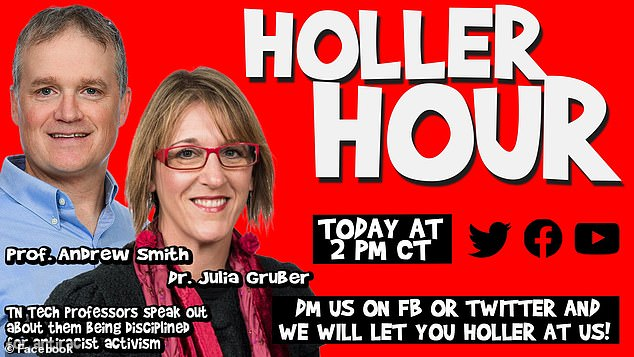 HOLLER
HOUR
TODAY AT
2 PM CT
Prof. Andrew Smith
Dr. Julia Gruber
TN Tech Professors speak out
about them being disciplined
for antiracist activism
DM US ON FB OR TWITTER AND
WE WILL LET YOU HOLLER AT US!
© Facebook